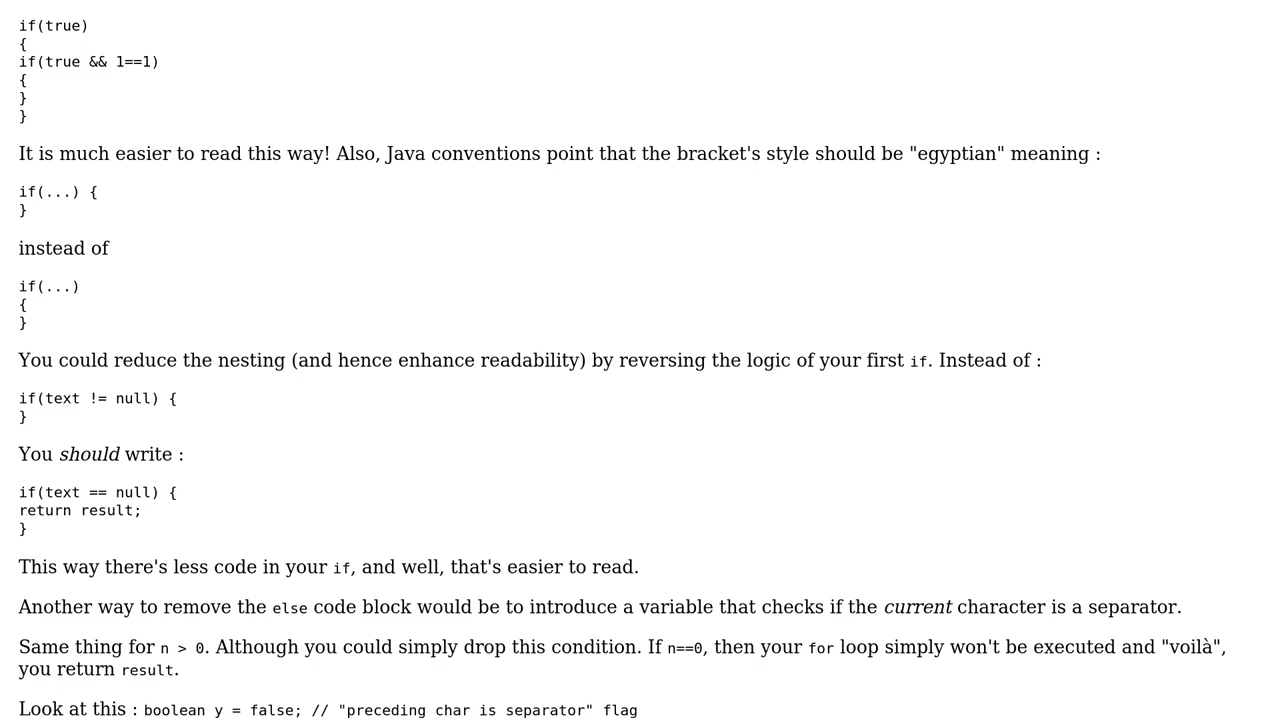 if(true)
{
if(true && 1==1)
{
}
}
It is much easier to read this way! Also, Java conventions point that the bracket's style should be "egyptian" meaning :
if(...) {
}
instead of
if(...)
{
}
You could reduce the nesting (and hence enhance readability) by reversing the logic of your first if. Instead of :
if(text != null) {
}
You should write :
if(text == null) {
return result;
}
This way there's less code in your if, and well, that's easier to read.
Another way to remove the else code block would be to introduce a variable that checks if the current character is a separator.
Same thing for n > 0. Although you could simply drop this condition. If n==0, then your for loop simply won't be executed and "voilà",
you return result.
Look at this : boolean y = false; // "preceding char is separator" flag